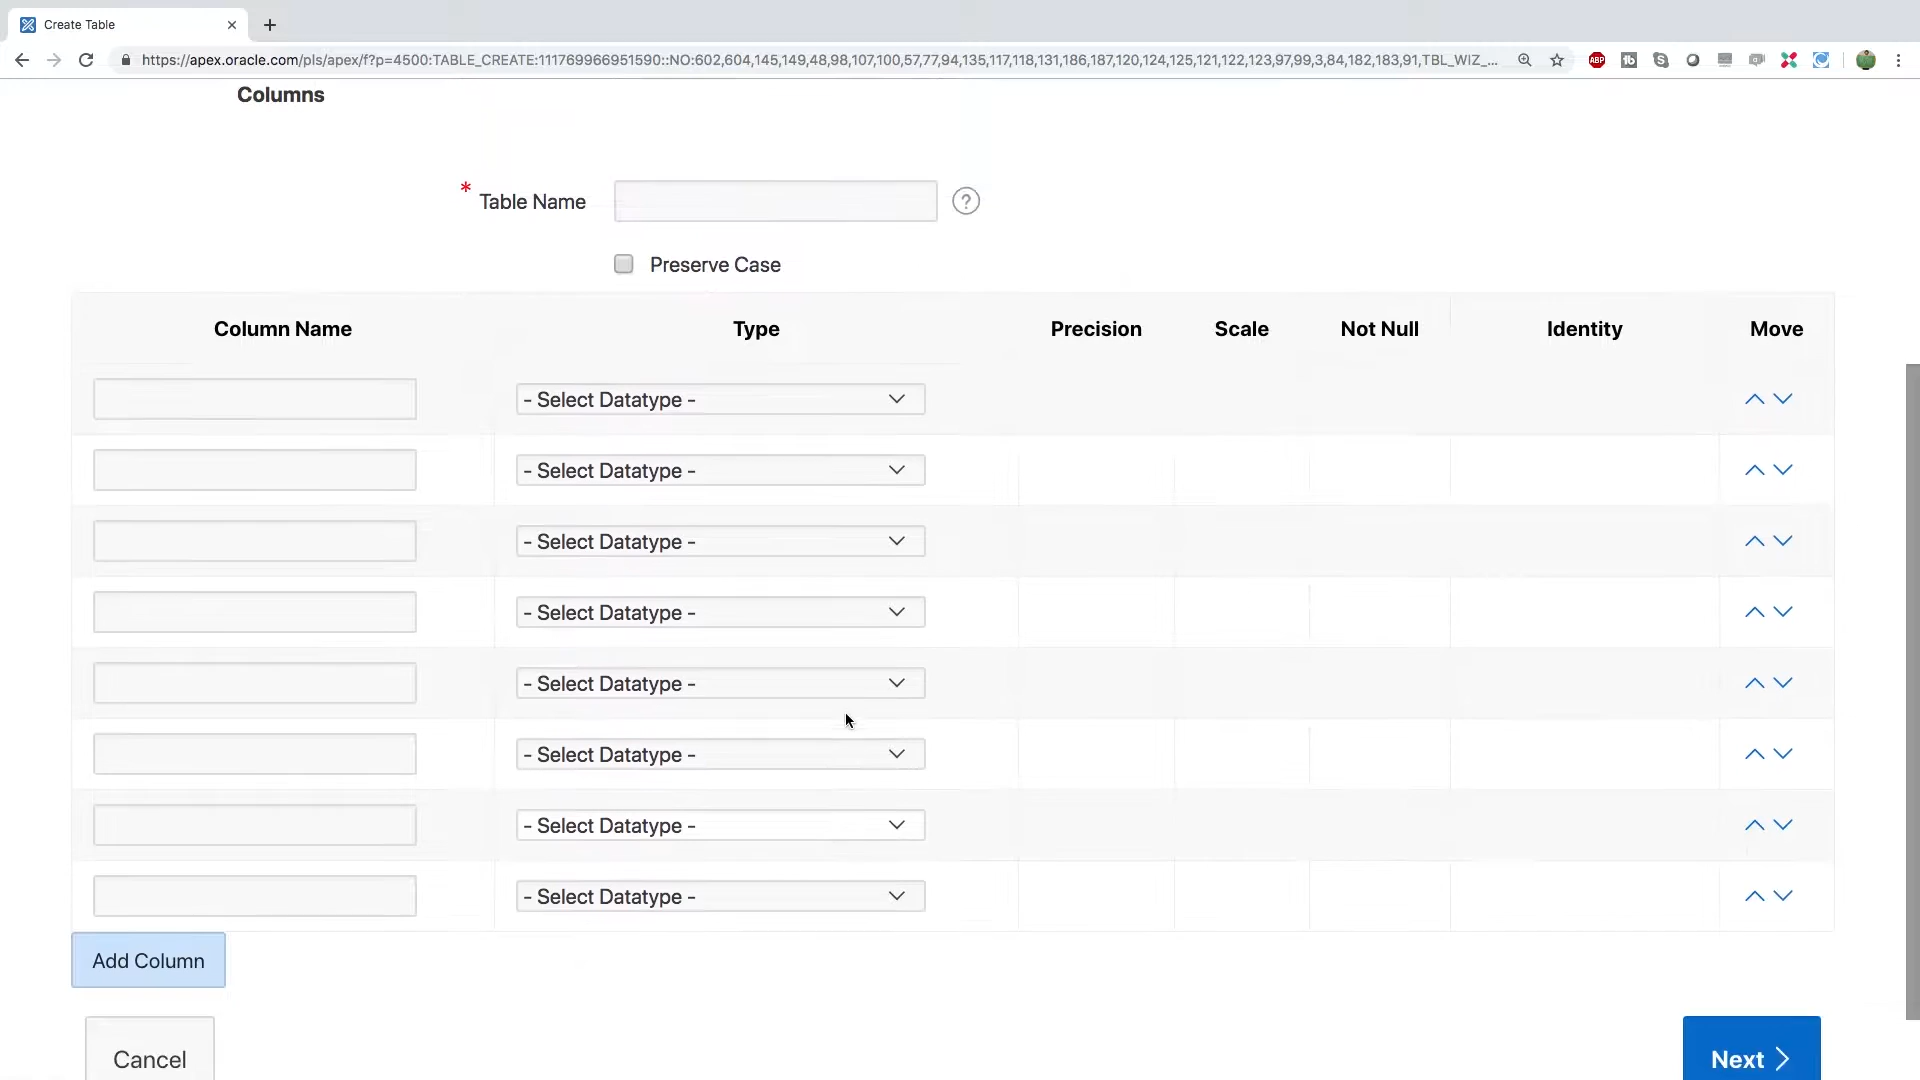 Create Table
https://apex.oracle.com/pls/apex/f?p=4500:TABLE_CREATE:111769966951590::NO:602,604,145,149,48,98,107,100,57,77,94,135,117,118,131,186,187,120,124,125,121,122,123,97,99,3,84,182,183,91,TBL_WIZ_...
ABP
Columns
* Table Name
?
Preserve Case
Column Name Type Precision Scale Not Null Identity Move
- Select Datatype -
- Select Datatype -
- Select Datatype -
- Select Datatype -
- Select Datatype -
- Select Datatype -
- Select Datatype -
- Select Datatype -
Add Column
Cancel Next